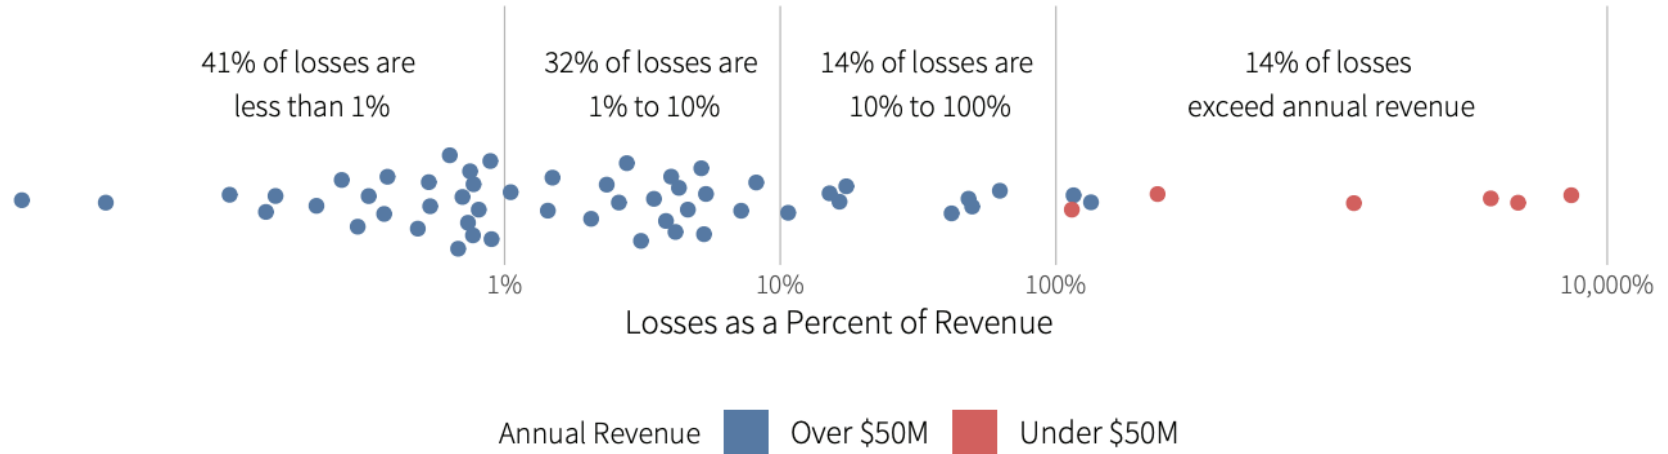 41% of losses are
less than 1%
32% of losses are
1% to 10%
14% of losses are
10% to 100%
14% of losses
exceed annual revenue
1%
10%
100%
10,000%
Losses as a Percent of Revenue
Annual Revenue
Over $50M
Under $50M